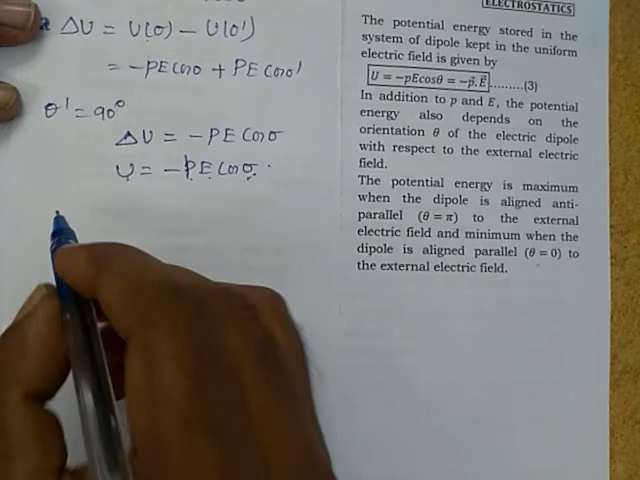 ΔU = U(θ) − U(θ')
= −PE Cosθ + PE Cosθ'
θ' = 90°
ΔU = −PE Cosθ
U = −PE Cosθ.
ELECTROSTATICS
The potential energy stored in the
system of dipole kept in the uniform
electric field is given by
U = −pEcosθ = −p⃗.E⃗ .........(3)
In addition to p and E, the potential
energy also depends on the
orientation θ of the electric dipole
with respect to the external electric
field.
The potential energy is maximum
when the dipole is aligned anti-
parallel (θ = π) to the external
electric field and minimum when the
dipole is aligned parallel (θ = 0) to
the external electric field.